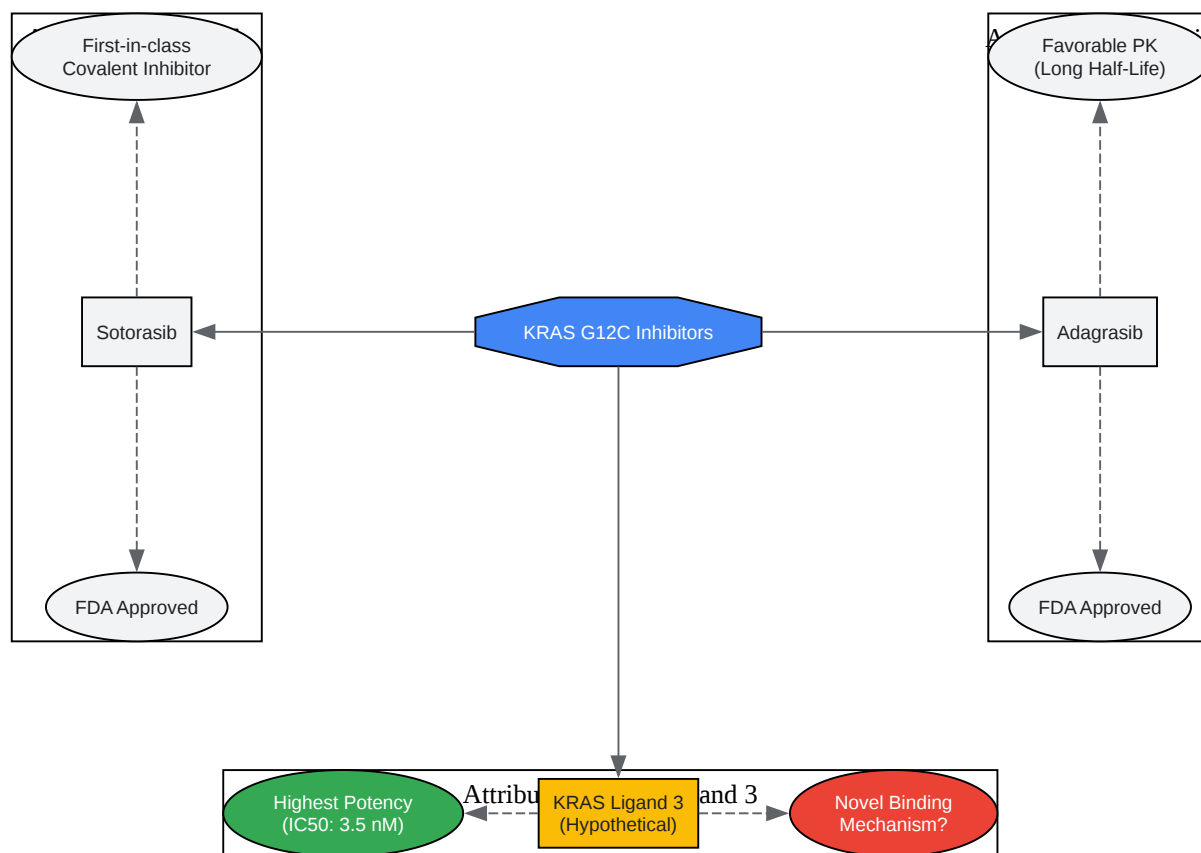 First-in-class
Covalent Inhibitor
Favorable PK
(Long Half-Life)
Sotorasib
KRAS G12C Inhibitors
Adagrasib
FDA Approved
FDA Approved
Highest Potency
(IC50: 3.5 nM)
KRAS Ligand 3
(Hypothetical)
Novel Binding
Mechanism?